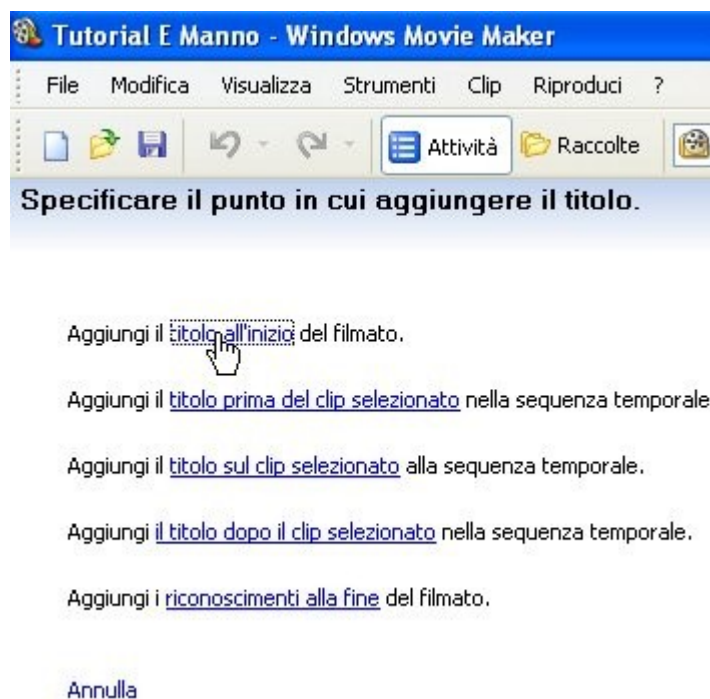 Tutorial E Manno - Windows Movie Maker
File Modifica Visualizza Strumenti Clip Riproduci ?
Attività Raccolte
Specificare il punto in cui aggiungere il titolo.
Aggiungi il titolo all'inizio del filmato.
Aggiungi il titolo prima del clip selezionato nella sequenza temporale
Aggiungi il titolo sul clip selezionato alla sequenza temporale.
Aggiungi il titolo dopo il clip selezionato nella sequenza temporale.
Aggiungi i riconoscimenti alla fine del filmato.
Annulla